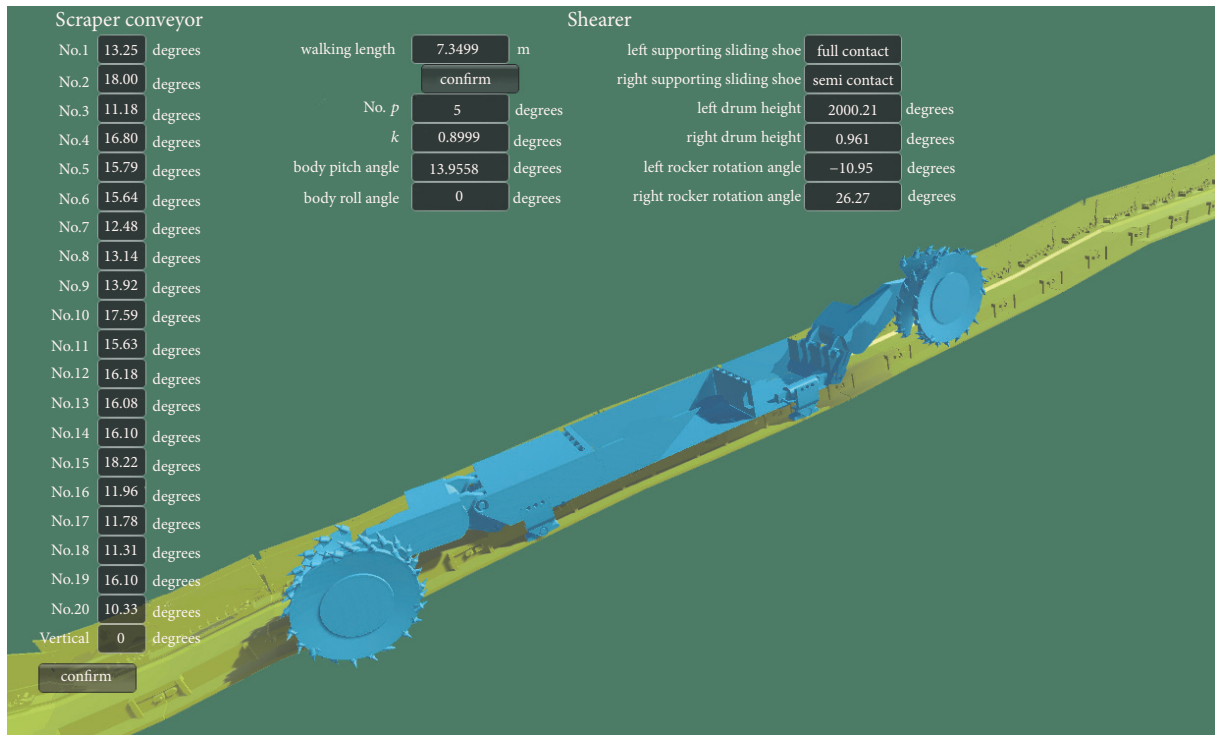 Scraper conveyor
No.1 13.25 degrees
No.2 18.00 degrees
No.3 11.18 degrees
No.4 16.80 degrees
No.5 15.79 degrees
No.6 15.64 degrees
No.7 12.48 degrees
No.8 13.14 degrees
No.9 13.92 degrees
No.10 17.59 degrees
No.11 15.63 degrees
No.12 16.18 degrees
No.13 16.08 degrees
No.14 16.10 degrees
No.15 18.22 degrees
No.16 11.96 degrees
No.17 11.78 degrees
No.18 11.31 degrees
No.19 16.10 degrees
No.20 10.33 degrees
Vertical 0 degrees
confirm
Shearer
walking length 7.3499 m
confirm
No. p 5 degrees
k 0.8999 degrees
body pitch angle 13.9558 degrees
body roll angle 0 degrees
left supporting sliding shoe full contact
right supporting sliding shoe semi contact
left drum height 2000.21 degrees
right drum height 0.961 degrees
left rocker rotation angle −10.95 degrees
right rocker rotation angle 26.27 degrees